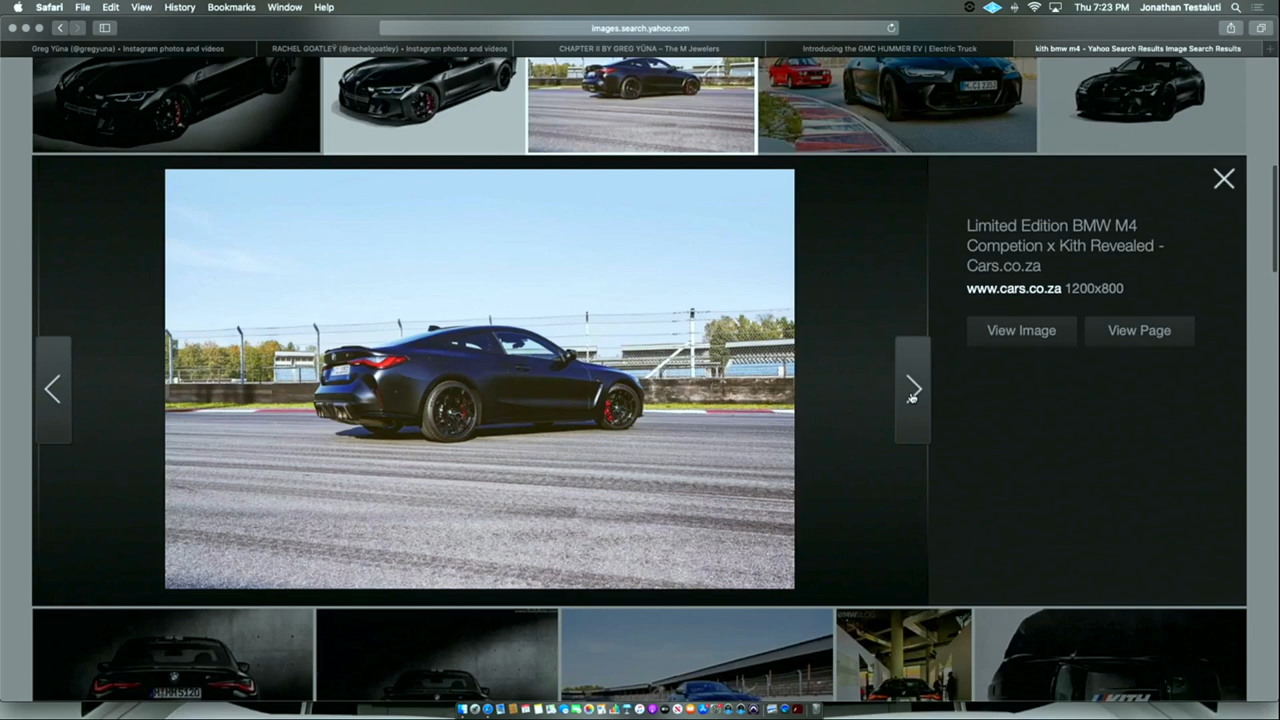 Safari File Edit View History Bookmarks Window Help Thu 7:23 PM Jonathan Testaluti
images.search.yahoo.com
Greg Yüna (@gregyuna) • Instagram photos and videos
RACHEL GOATLEY̆ (@rachelgoatley) • Instagram photos and videos
CHAPTER II BY GREG YÜNA – The M Jewelers
Introducing the GMC HUMMER EV | Electric Truck
kith bmw m4 - Yahoo Search Results Image Search Results
Limited Edition BMW M4
Competion x Kith Revealed -
Cars.co.za
www.cars.co.za 1200x800
View Image View Page
KITH